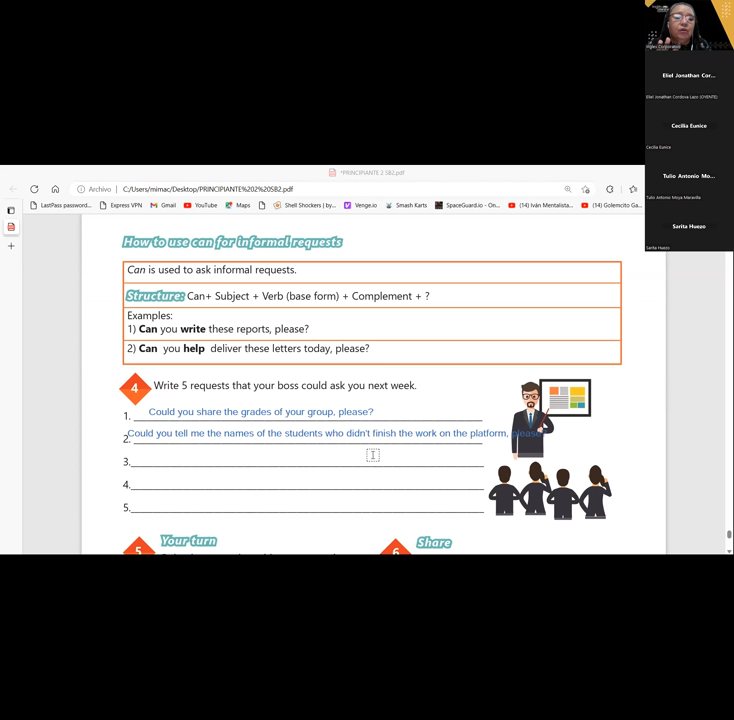 Inglés Corporativo
Eliel Jonathan Cor...
Eliel Jonathan Cordova Lazo (OYENTE)
Cecilia Eunice
Cecilia Eunice
Tulio Antonio Mo...
Tulio Antonio Moya Maravilla
Sarita Huezo
Sarita Huezo
*PRINCIPIANTE 2 SB2.pdf
Archivo | C:/Users/mimac/Desktop/PRINCIPIANTE%202%20SB2.pdf
LastPass password... Express VPN Gmail YouTube Maps Shell Shockers | by... Venge.io Smash Karts SpaceGuard.io - On... (14) Iván Mentalista... (14) Golemcito Ga...
How to use can for informal requests
Can is used to ask informal requests.
Structure: Can+ Subject + Verb (base form) + Complement + ?
Examples:
1) Can you write these reports, please?
2) Can you help deliver these letters today, please?
4 Write 5 requests that your boss could ask you next week.
1. Could you share the grades of your group, please?
2. Could you tell me the names of the students who didn't finish the work on the platform, please
3.
4.
5.
5 Your turn
6 Share